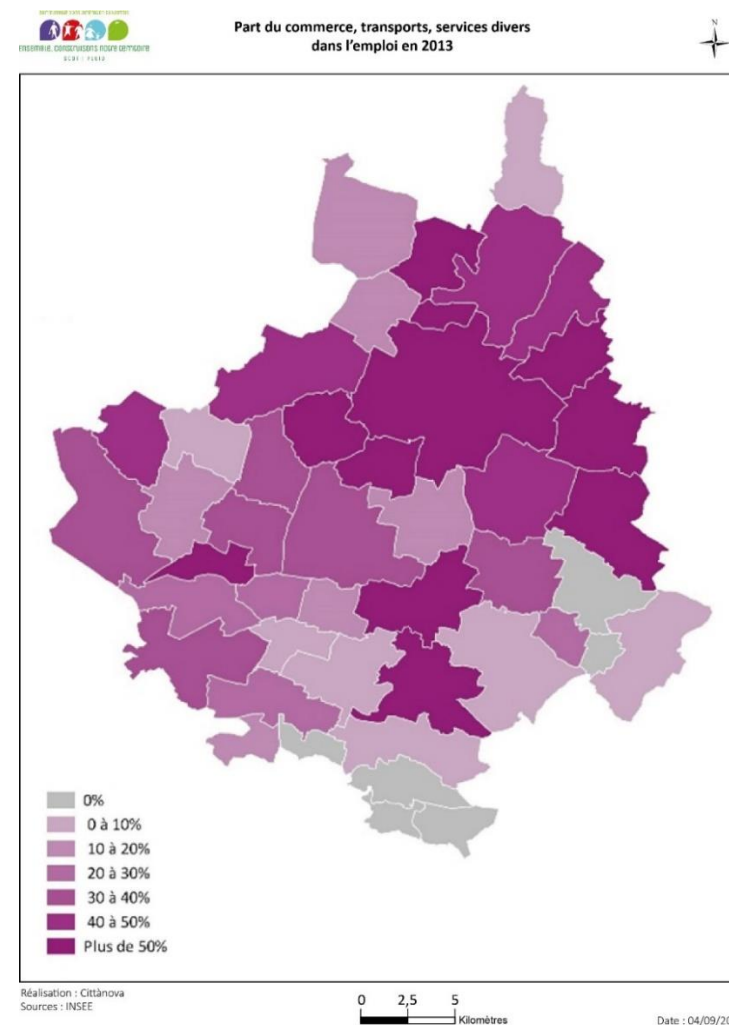 ENSEMBLE, CONSTRUISONS NOTRE TERRITOIRE
Part du commerce, transports, services divers
dans l'emploi en 2013
N
0%
0 à 10%
10 à 20%
20 à 30%
30 à 40%
40 à 50%
Plus de 50%
Réalisation : Cittànova
Sources : INSEE
0 2,5 5
Kilomètres
Date : 04/09/20